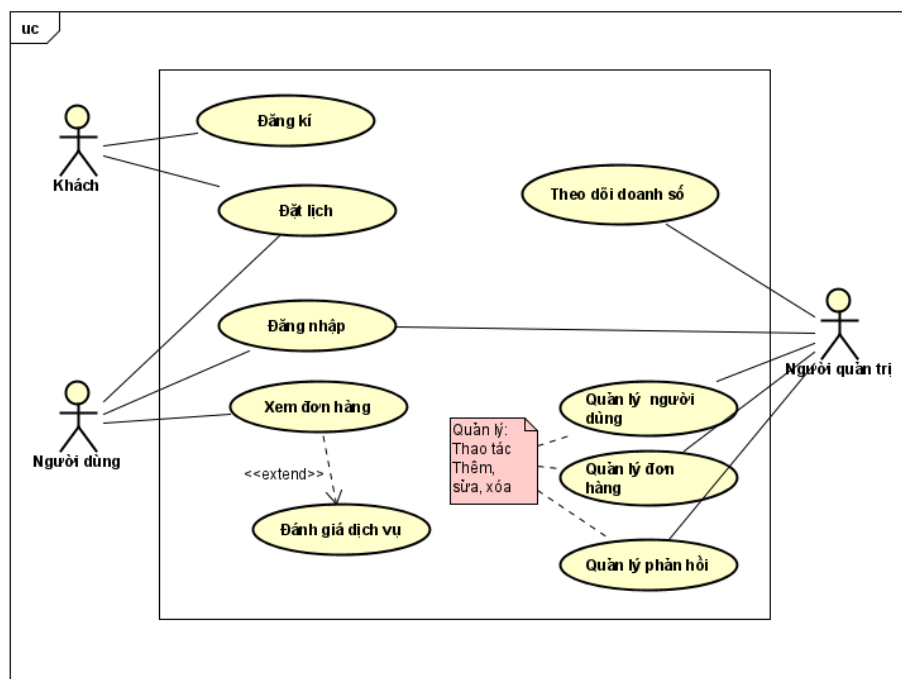 uc
Đăng kí
Khách
Đặt lịch
Theo dõi doanh số
Đăng nhập
Người quản trị
Xem đơn hàng
Người dùng
<<extend>>
Đánh giá dịch vụ
Quản lý:
Thao tác
Thêm,
sửa, xóa
Quản lý người
dùng
Quản lý đơn
hàng
Quản lý phản hồi